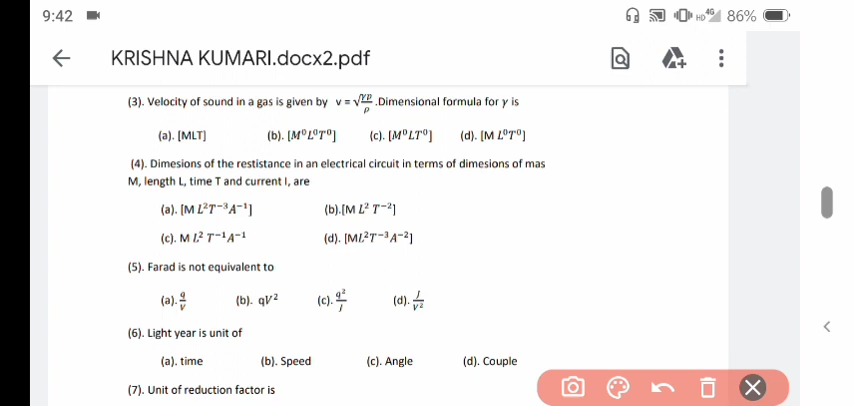 9:42 HD 4G 86%
KRISHNA KUMARI.docx2.pdf
(3). Velocity of sound in a gas is given by v = √γp/ρ .Dimensional formula for γ is
(a). [MLT] (b). [M⁰L⁰T⁰] (c). [M⁰LT⁰] (d). [M L⁰T⁰]
(4). Dimesions of the restistance in an electrical circuit in terms of dimesions of mas
M, length L, time T and current I, are
(a). [M L²T⁻³A⁻¹] (b).[M L² T⁻²]
(c). M L² T⁻¹A⁻¹ (d). [ML²T⁻³A⁻²]
(5). Farad is not equivalent to
(a). q/V (b). qV² (c). q²/J (d). J/V²
(6). Light year is unit of
(a). time (b). Speed (c). Angle (d). Couple
(7). Unit of reduction factor is